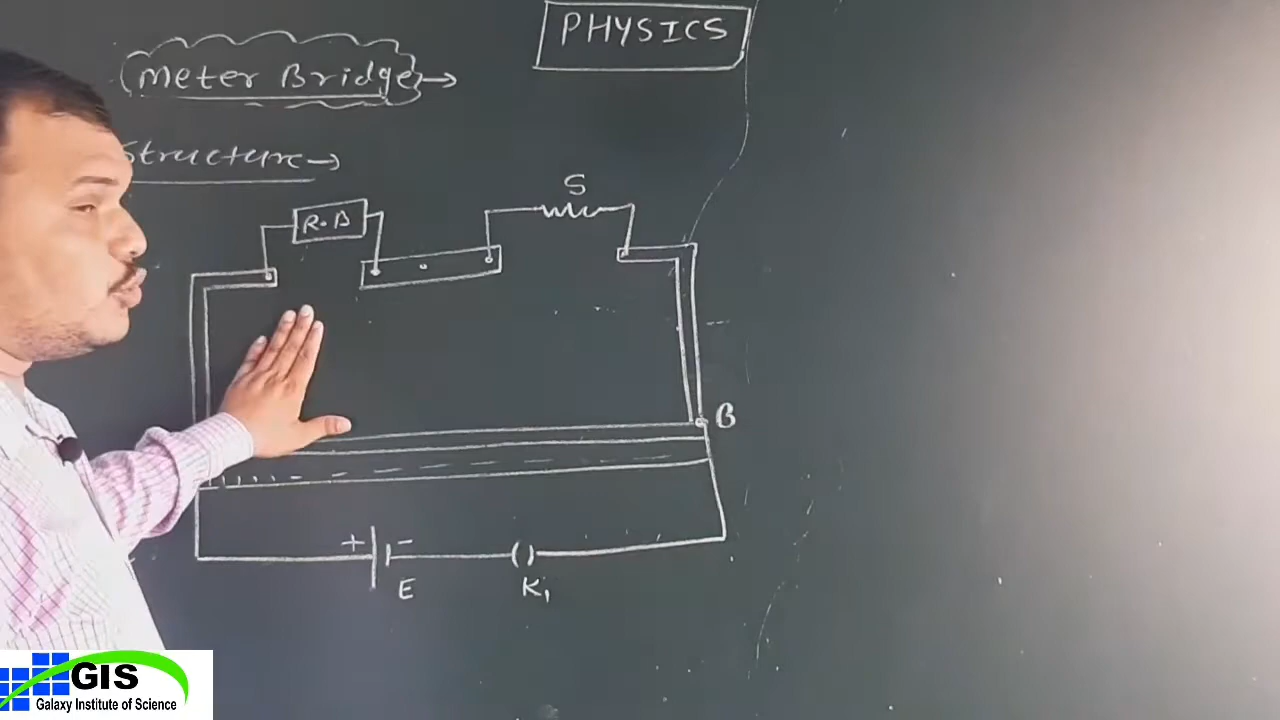 PHYSICS
Meter Bridge →
Structure →
S
R.B
B
+ -
E
K₁
GIS
Galaxy Institute of Science